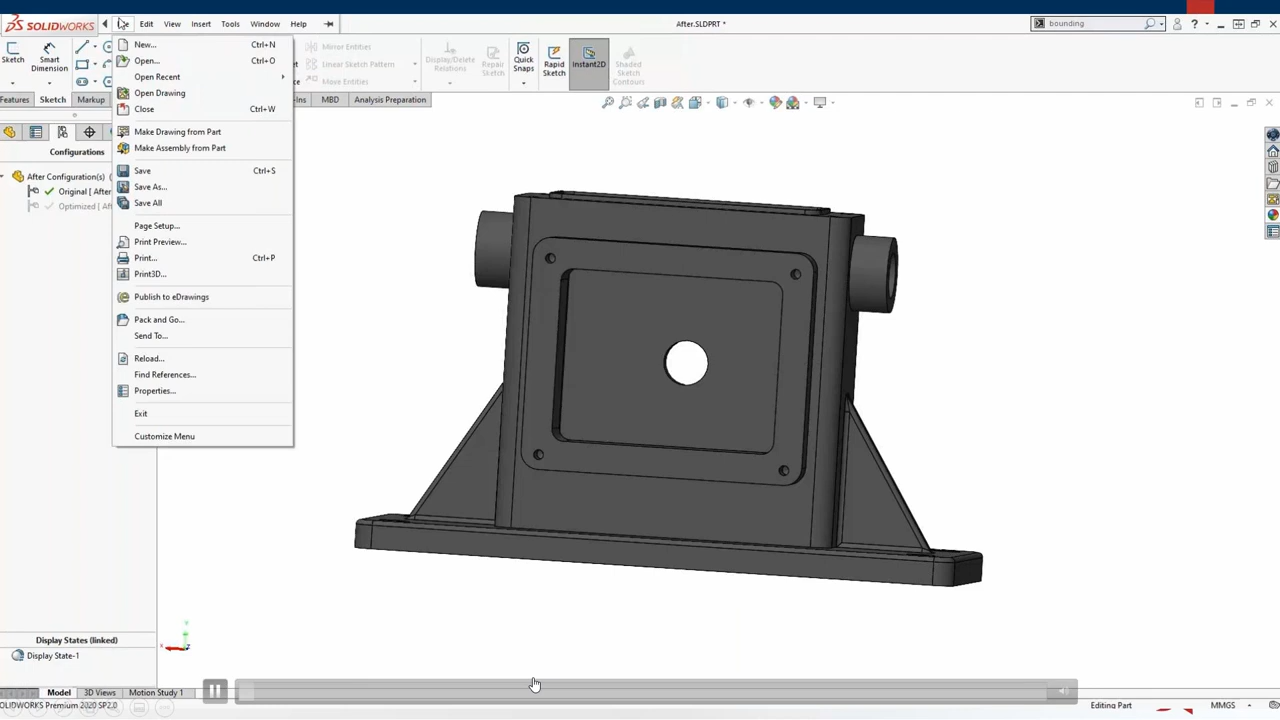 SOLIDWORKS
Edit View Insert Tools Window Help
After.SLDPRT *
bounding
Sketch
Smart Dimension
Mirror Entities
Linear Sketch Pattern
Move Entities
Display/Delete Relations
Repair Sketch
Quick Snaps
Rapid Sketch
Instant2D
Shaded Sketch Contours
Features Sketch Markup
MBD Analysis Preparation
New... Ctrl+N
Open... Ctrl+O
Open Recent
Open Drawing
Close Ctrl+W
Make Drawing from Part
Make Assembly from Part
Save Ctrl+S
Save As...
Save All
Page Setup...
Print Preview...
Print... Ctrl+P
Print3D...
Publish to eDrawings
Pack and Go...
Send To...
Reload...
Find References...
Properties...
Exit
Customize Menu
Configurations
After Configuration(s) (
Original [ After
Optimized [ Aft
Display States (linked)
Display State-1
Model 3D Views Motion Study 1
SOLIDWORKS Premium 2020 SP2.0
Editing Part
MMGS